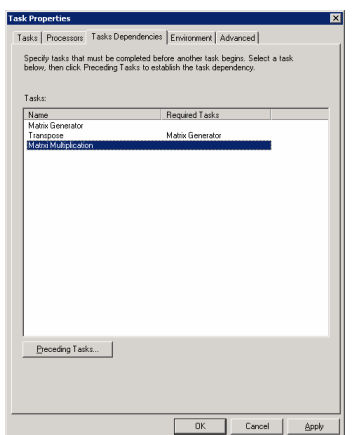 Task Properties
Tasks Processors Tasks Dependencies Environment Advanced
Specify tasks that must be completed before another task begins. Select a task
below, then click Preceding Tasks to establish the task dependency.
Tasks:
Name Required Tasks
Matrix Generator
Transpose Matrix Generator
Matrix Multiplication
Preceding Tasks...
OK Cancel Apply